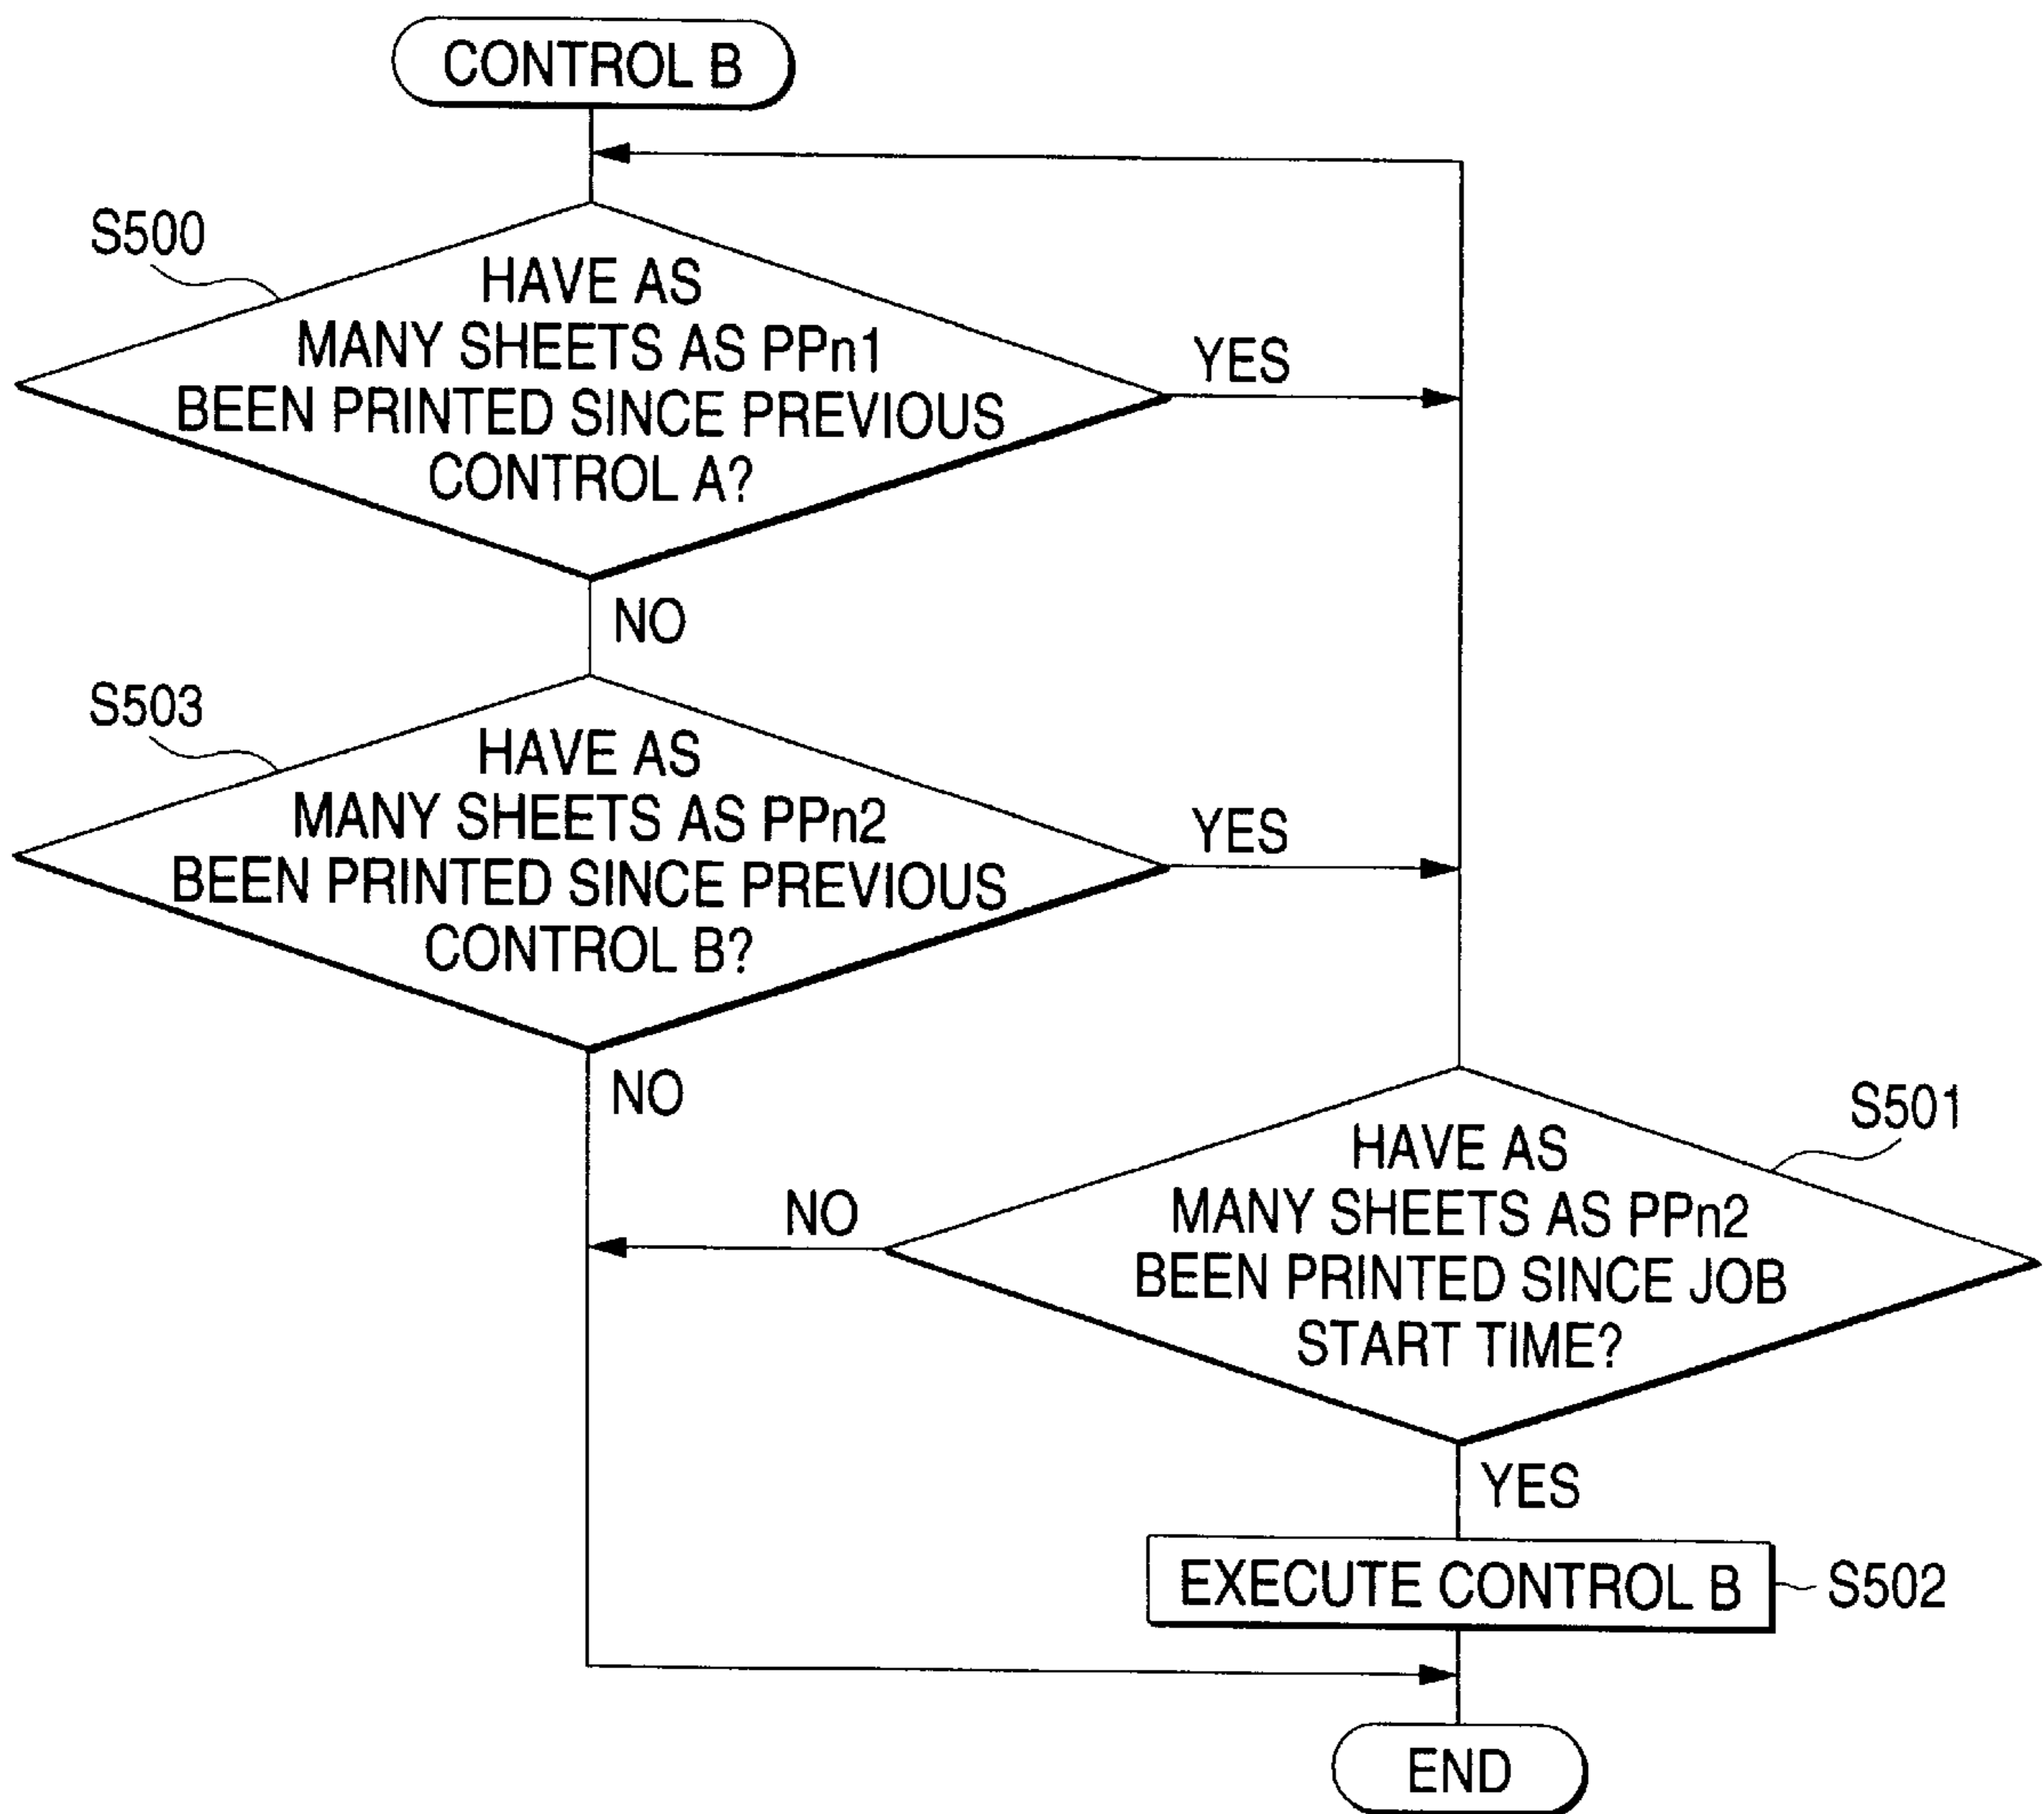 CONTROL B
S500
HAVE AS
MANY SHEETS AS PPn1
BEEN PRINTED SINCE PREVIOUS
CONTROL A?
YES
NO
S503
HAVE AS
MANY SHEETS AS PPn2
BEEN PRINTED SINCE PREVIOUS
CONTROL B?
YES
NO
S501
HAVE AS
MANY SHEETS AS PPn2
BEEN PRINTED SINCE JOB
START TIME?
NO
YES
EXECUTE CONTROL B
S502
END